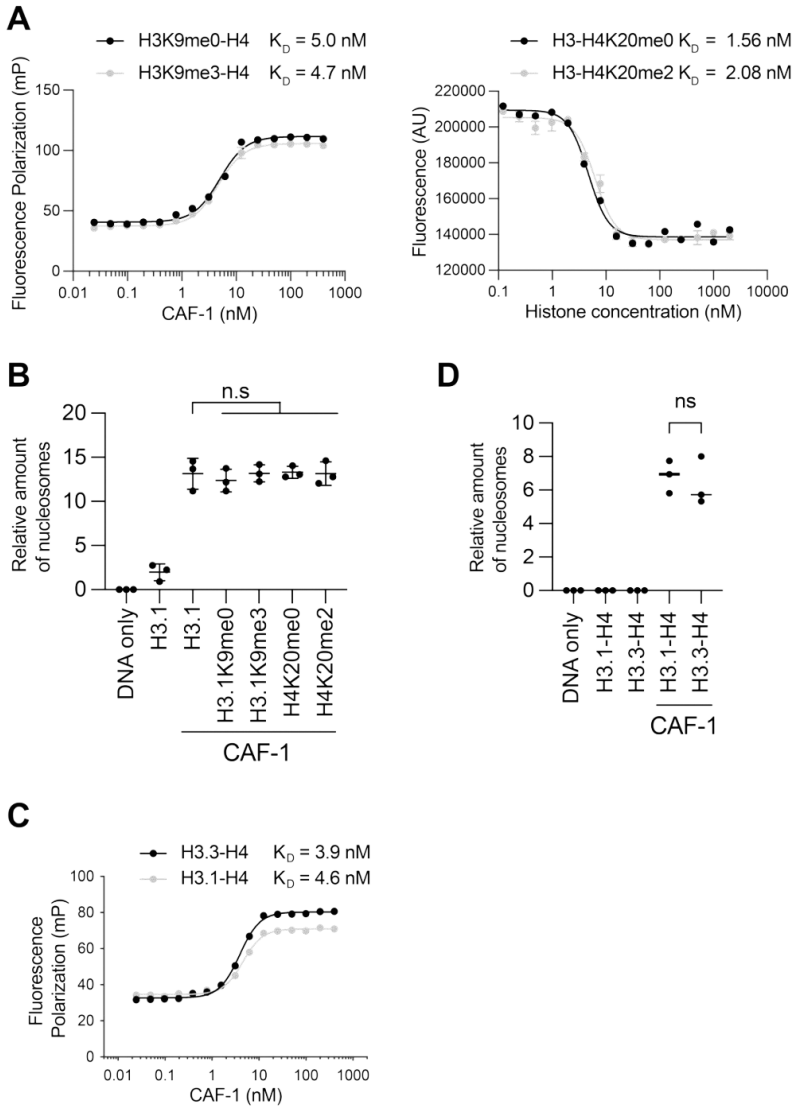 A
H3K9me0-H4 KD = 5.0 nM
H3K9me3-H4 KD = 4.7 nM
Fluorescence Polarization (mP)
150
100
50
0
0.01 0.1 1 10 100 1000
CAF-1 (nM)
H3-H4K20me0 KD = 1.56 nM
H3-H4K20me2 KD = 2.08 nM
Fluorescence (AU)
220000
200000
180000
160000
140000
120000
0.1 1 10 100 1000 10000
Histone concentration (nM)
B
n.s
Relative amount
of nucleosomes
20
15
10
5
0
DNA only
H3.1
H3.1
H3.1K9me0
H3.1K9me3
H4K20me0
H4K20me2
CAF-1
D
ns
Relative amount
of nucleosomes
10
8
6
4
2
0
DNA only
H3.1-H4
H3.3-H4
H3.1-H4
H3.3-H4
CAF-1
C
H3.3-H4 KD = 3.9 nM
H3.1-H4 KD = 4.6 nM
Fluorescence
Polarization (mP)
100
80
60
40
20
0
0.01 0.1 1 10 100 1000
CAF-1 (nM)